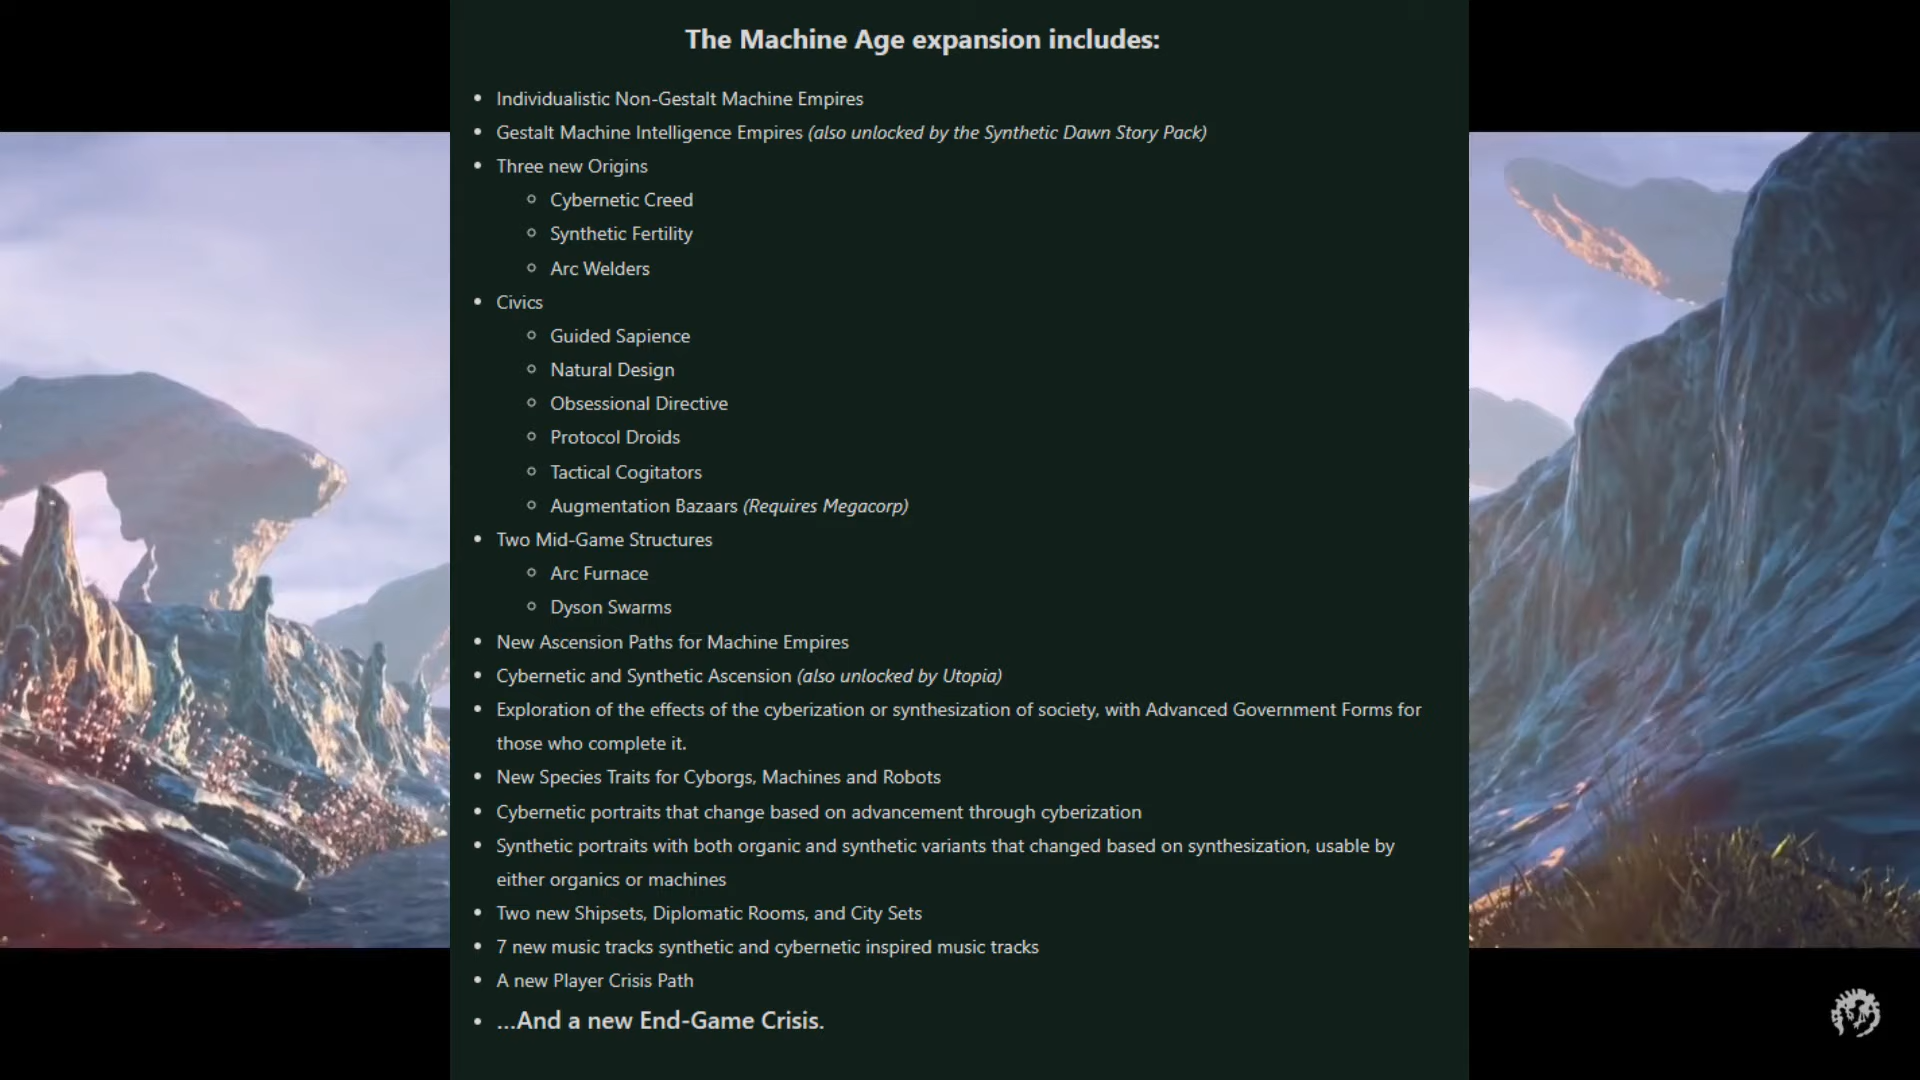 The Machine Age expansion includes:
• Individualistic Non-Gestalt Machine Empires
• Gestalt Machine Intelligence Empires (also unlocked by the Synthetic Dawn Story Pack)
• Three new Origins
○ Cybernetic Creed
○ Synthetic Fertility
○ Arc Welders
• Civics
○ Guided Sapience
○ Natural Design
○ Obsessional Directive
○ Protocol Droids
○ Tactical Cogitators
○ Augmentation Bazaars (Requires Megacorp)
• Two Mid-Game Structures
○ Arc Furnace
○ Dyson Swarms
• New Ascension Paths for Machine Empires
• Cybernetic and Synthetic Ascension (also unlocked by Utopia)
• Exploration of the effects of the cyberization or synthesization of society, with Advanced Government Forms for
those who complete it.
• New Species Traits for Cyborgs, Machines and Robots
• Cybernetic portraits that change based on advancement through cyberization
• Synthetic portraits with both organic and synthetic variants that changed based on synthesization, usable by
either organics or machines
• Two new Shipsets, Diplomatic Rooms, and City Sets
• 7 new music tracks synthetic and cybernetic inspired music tracks
• A new Player Crisis Path
• ...And a new End-Game Crisis.